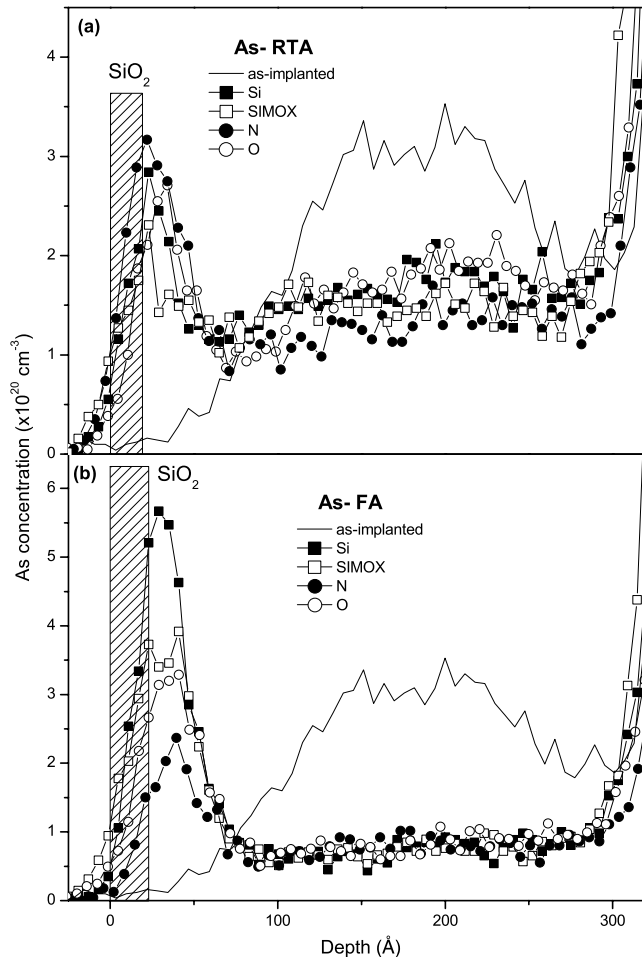 (a)
As- RTA
SiO2
as-implanted
Si
SIMOX
N
O
4
3
2
1
0
As concentration (x10^20 cm^-3)
(b)
SiO2
As- FA
as-implanted
Si
SIMOX
N
O
6
5
4
3
2
1
0
0
100
200
300
Depth (Å)